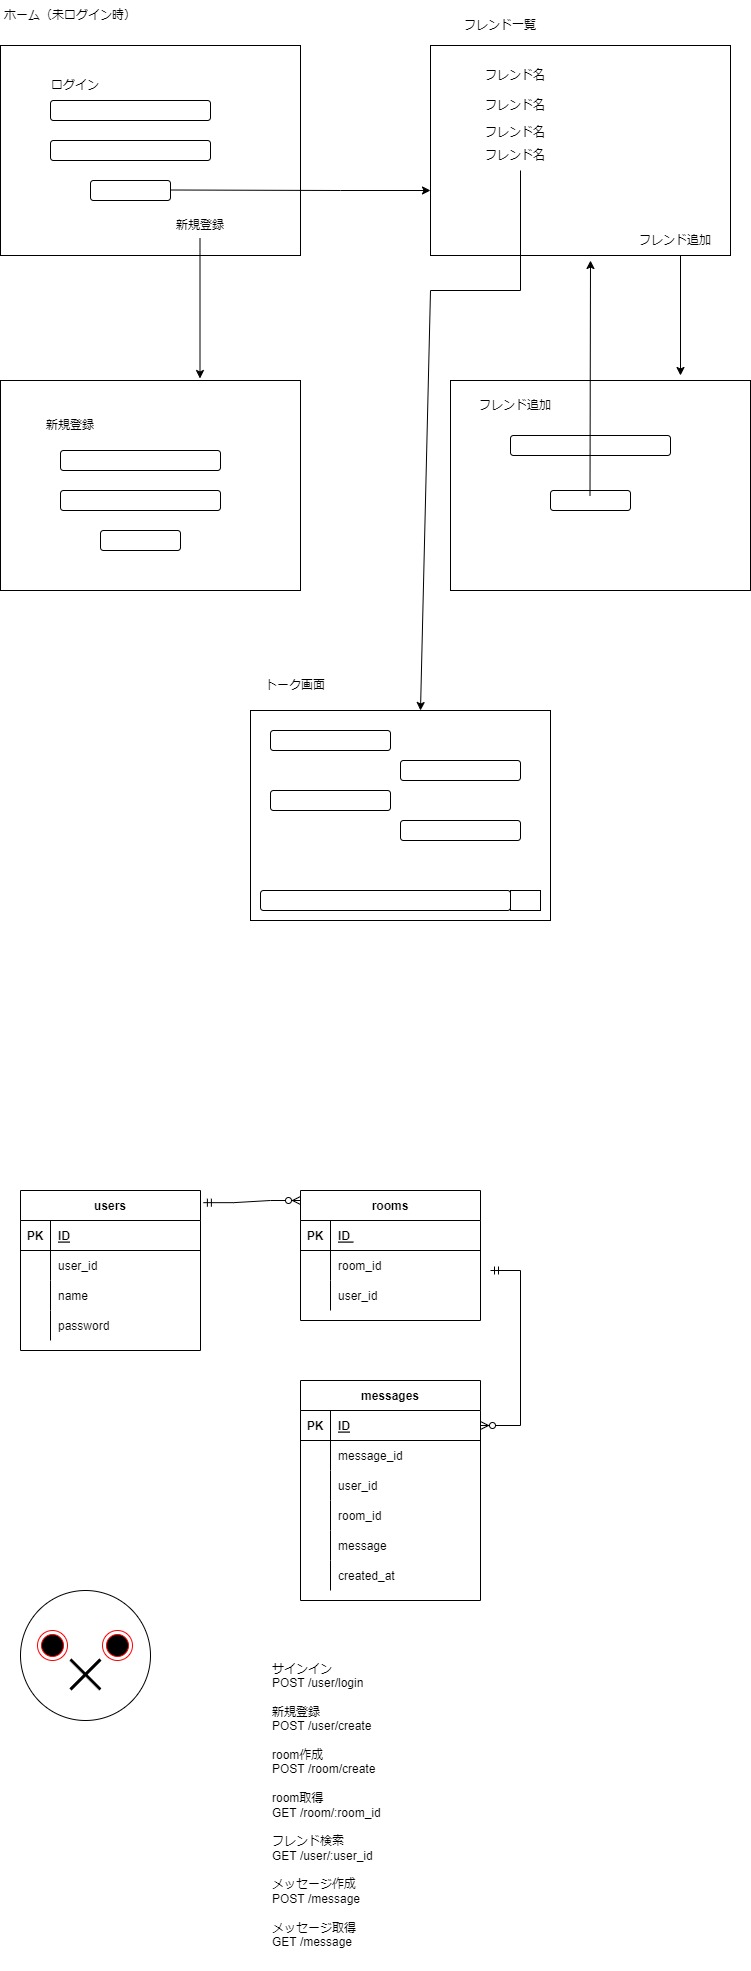 ホーム（未ログイン時）
フレンド一覧
ログイン
新規登録
フレンド名
フレンド名
フレンド名
フレンド名
フレンド追加
新規登録
フレンド追加
トーク画面
users
PK ID
user_id
name
password
rooms
PK ID
room_id
user_id
messages
PK ID
message_id
user_id
room_id
message
created_at
サインイン
POST /user/login
新規登録
POST /user/create
room作成
POST /room/create
room取得
GET /room/:room_id
フレンド検索
GET /user/:user_id
メッセージ作成
POST /message
メッセージ取得
GET /message